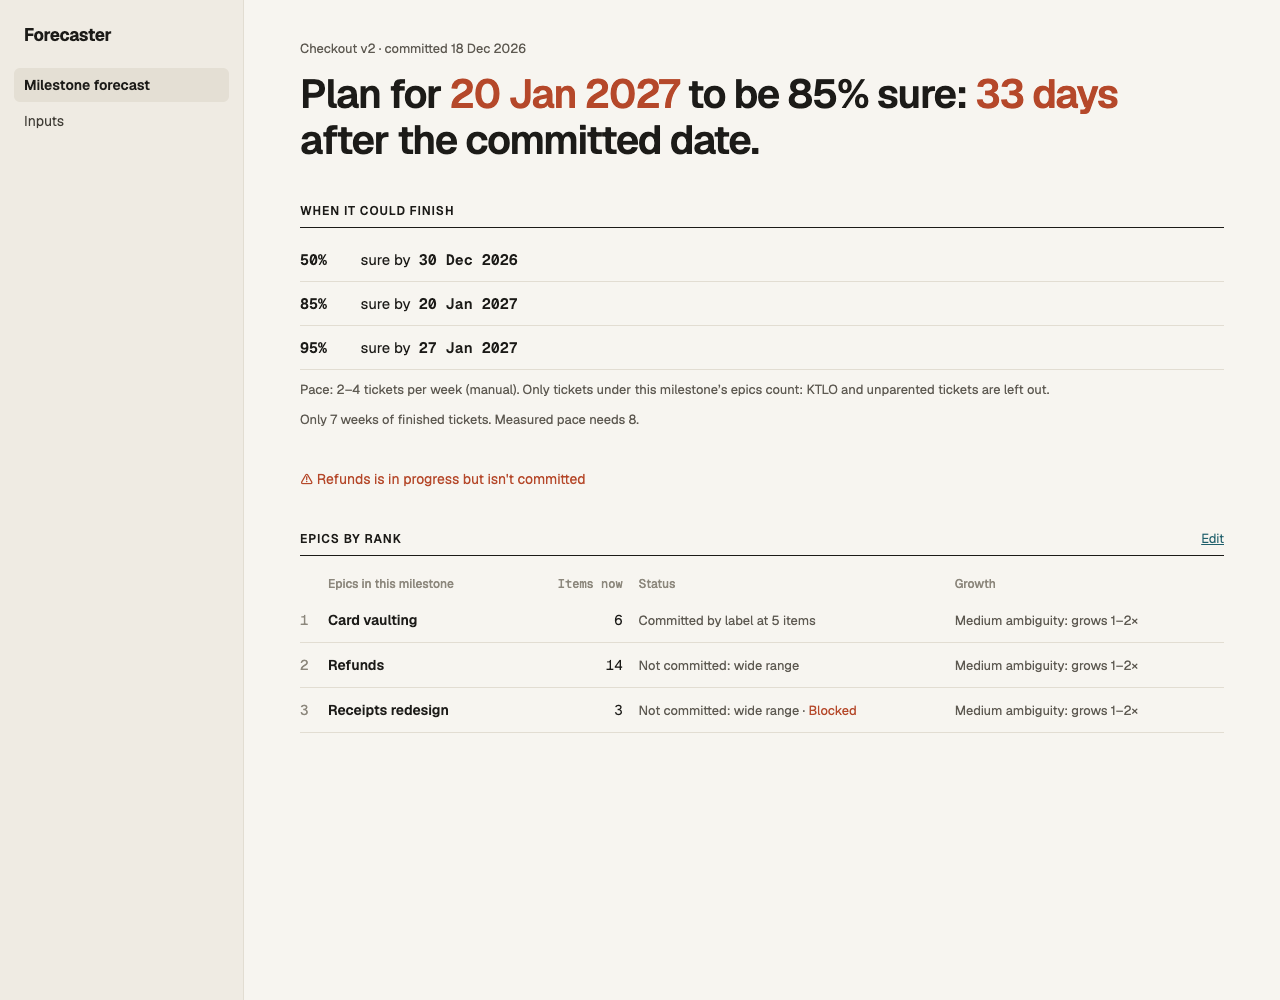 Forecaster
Milestone forecast
Inputs
Checkout v2 · committed 18 Dec 2026
Plan for 20 Jan 2027 to be 85% sure: 33 days
after the committed date.
WHEN IT COULD FINISH
50% sure by 30 Dec 2026
85% sure by 20 Jan 2027
95% sure by 27 Jan 2027
Pace: 2–4 tickets per week (manual). Only tickets under this milestone's epics count: KTLO and unparented tickets are left out.
Only 7 weeks of finished tickets. Measured pace needs 8.
⚠ Refunds is in progress but isn't committed
EPICS BY RANK Edit
Epics in this milestone Items now Status Growth
1 Card vaulting 6 Committed by label at 5 items Medium ambiguity: grows 1–2×
2 Refunds 14 Not committed: wide range Medium ambiguity: grows 1–2×
3 Receipts redesign 3 Not committed: wide range · Blocked Medium ambiguity: grows 1–2×